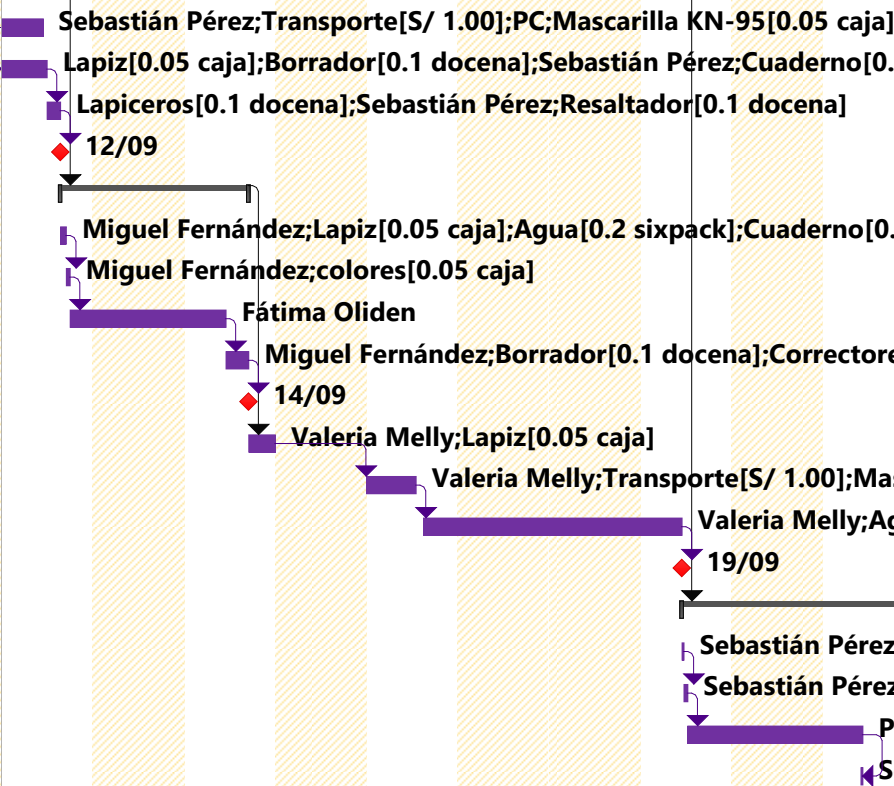 Sebastián Pérez;Transporte[S/ 1.00];PC;Mascarilla KN-95[0.05 caja]
Lapiz[0.05 caja];Borrador[0.1 docena];Sebastián Pérez;Cuaderno[0.
Lapiceros[0.1 docena];Sebastián Pérez;Resaltador[0.1 docena]
12/09
Miguel Fernández;Lapiz[0.05 caja];Agua[0.2 sixpack];Cuaderno[0.
Miguel Fernández;colores[0.05 caja]
Fátima Oliden
Miguel Fernández;Borrador[0.1 docena];Correctore
14/09
Valeria Melly;Lapiz[0.05 caja]
Valeria Melly;Transporte[S/ 1.00];Mas
Valeria Melly;Ag
19/09
Sebastián Pérez
Sebastián Pérez
P
S